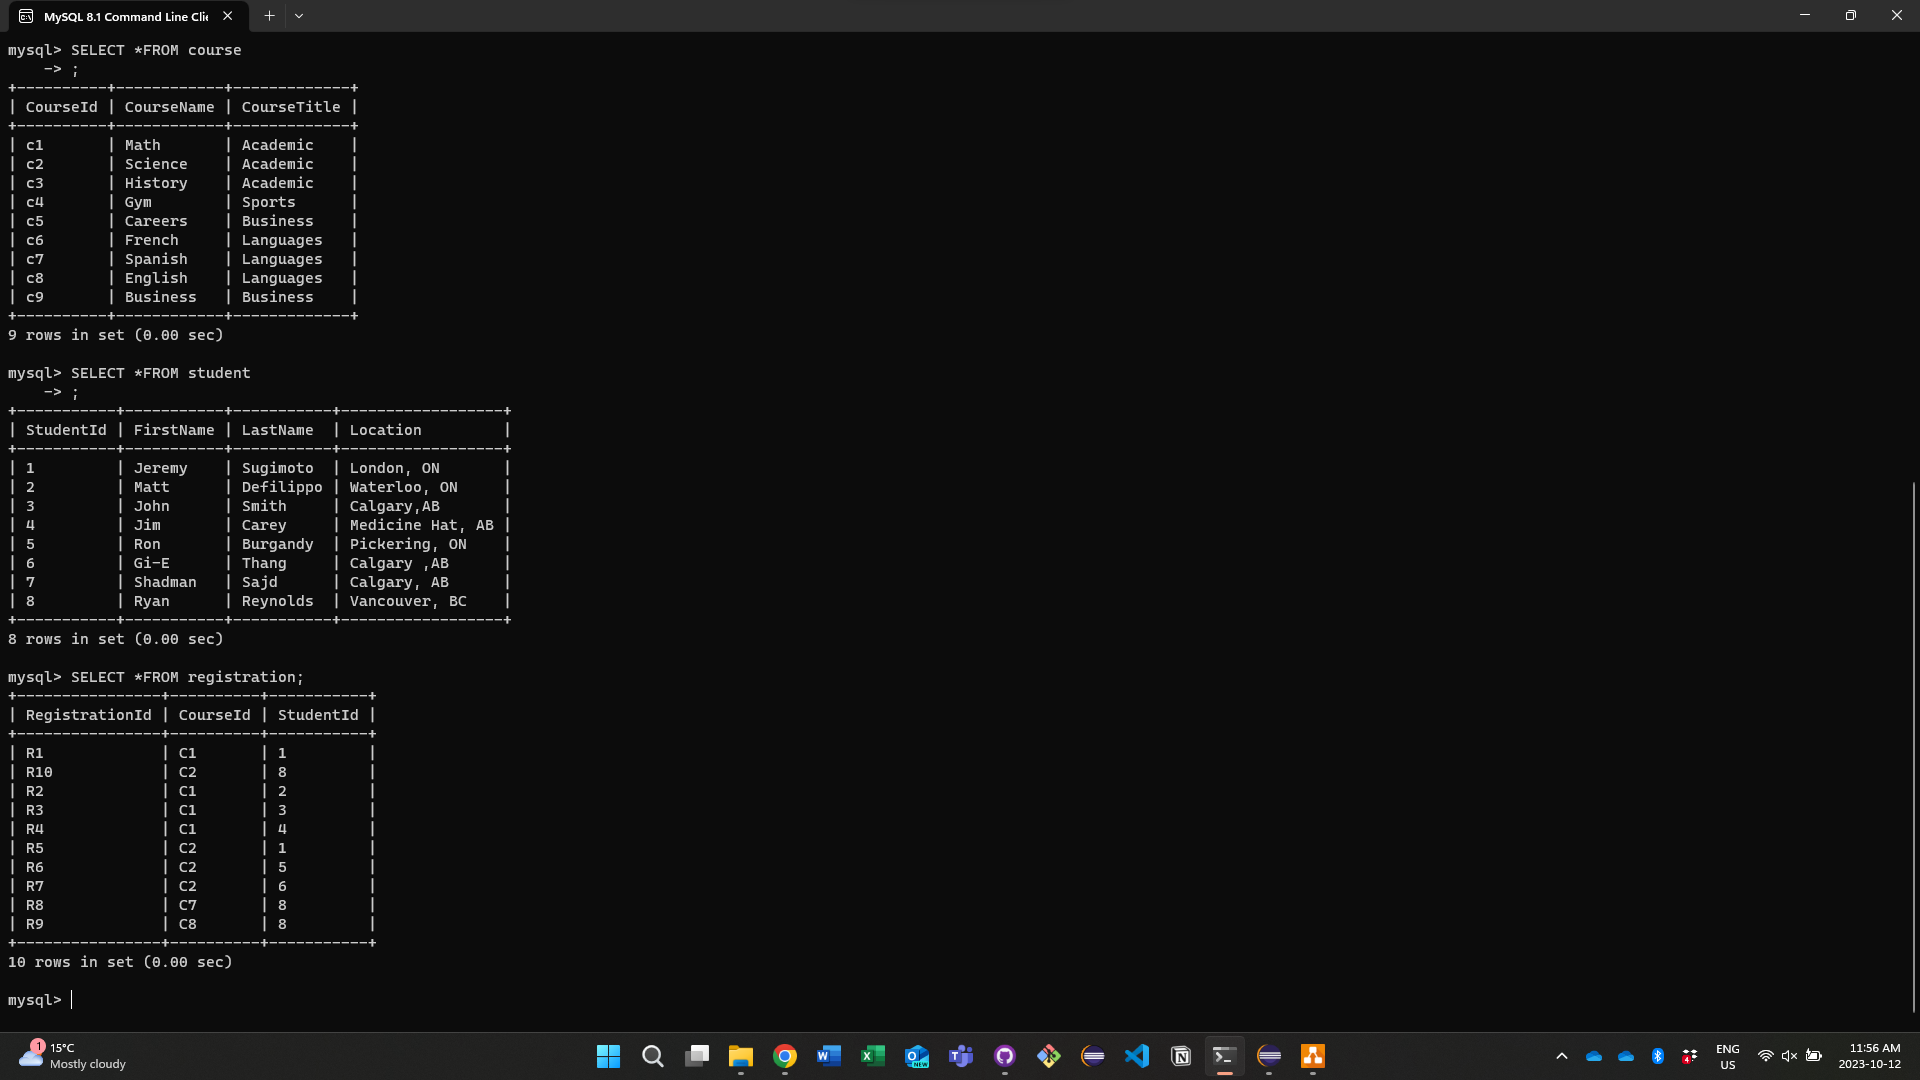 MySQL 8.1 Command Line Clie
mysql> SELECT *FROM course
    -> ;
+----------+------------+-------------+
| CourseId | CourseName | CourseTitle |
+----------+------------+-------------+
| c1       | Math       | Academic    |
| c2       | Science    | Academic    |
| c3       | History    | Academic    |
| c4       | Gym        | Sports      |
| c5       | Careers    | Business    |
| c6       | French     | Languages   |
| c7       | Spanish    | Languages   |
| c8       | English    | Languages   |
| c9       | Business   | Business    |
+----------+------------+-------------+
9 rows in set (0.00 sec)
mysql> SELECT *FROM student
    -> ;
+-----------+-----------+-----------+------------------+
| StudentId | FirstName | LastName  | Location         |
+-----------+-----------+-----------+------------------+
| 1         | Jeremy    | Sugimoto  | London, ON       |
| 2         | Matt      | Defilippo | Waterloo, ON     |
| 3         | John      | Smith     | Calgary,AB       |
| 4         | Jim       | Carey     | Medicine Hat, AB |
| 5         | Ron       | Burgandy  | Pickering, ON    |
| 6         | Gi-E      | Thang     | Calgary ,AB      |
| 7         | Shadman   | Sajd      | Calgary, AB      |
| 8         | Ryan      | Reynolds  | Vancouver, BC    |
+-----------+-----------+-----------+------------------+
8 rows in set (0.00 sec)
mysql> SELECT *FROM registration;
+----------------+----------+-----------+
| RegistrationId | CourseId | StudentId |
+----------------+----------+-----------+
| R1             | C1       | 1         |
| R10            | C2       | 8         |
| R2             | C1       | 2         |
| R3             | C1       | 3         |
| R4             | C1       | 4         |
| R5             | C2       | 1         |
| R6             | C2       | 5         |
| R7             | C2       | 6         |
| R8             | C7       | 8         |
| R9             | C8       | 8         |
+----------------+----------+-----------+
10 rows in set (0.00 sec)
mysql>
1
15°C
Mostly cloudy
NEW
4
ENG
US
11:56 AM
2023-10-12